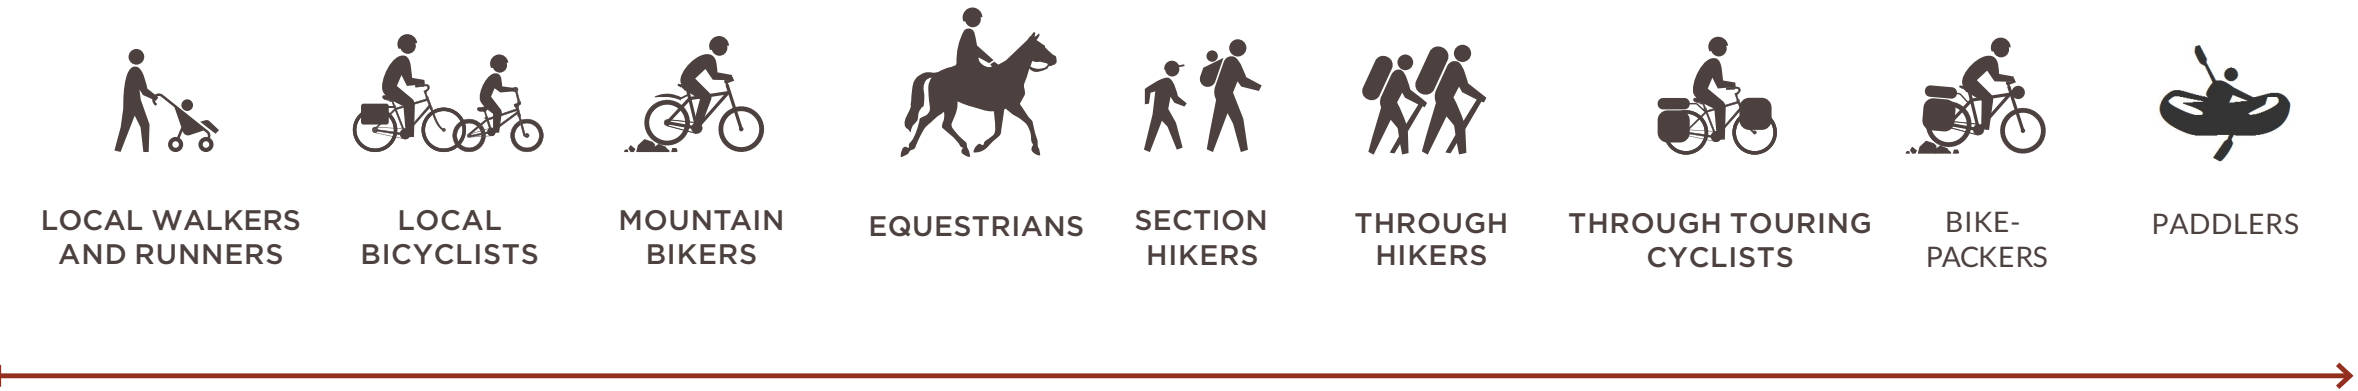 LOCAL WALKERS
AND RUNNERS
LOCAL
BICYCLISTS
MOUNTAIN
BIKERS
EQUESTRIANS
SECTION
HIKERS
THROUGH
HIKERS
THROUGH TOURING
CYCLISTS
BIKE-
PACKERS
PADDLERS